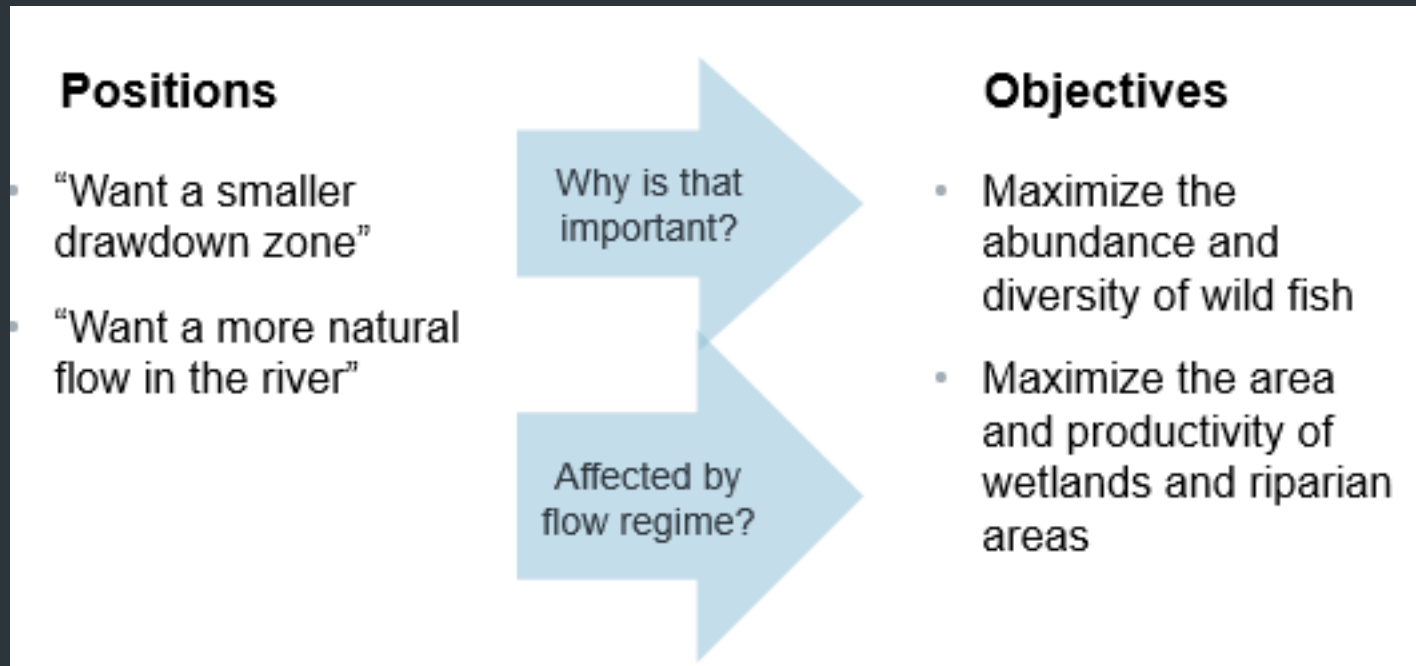 Positions
“Want a smaller
drawdown zone”
“Want a more natural
flow in the river”
Why is that
important?
Affected by
flow regime?
Objectives
Maximize the
abundance and
diversity of wild fish
Maximize the area
and productivity of
wetlands and riparian
areas